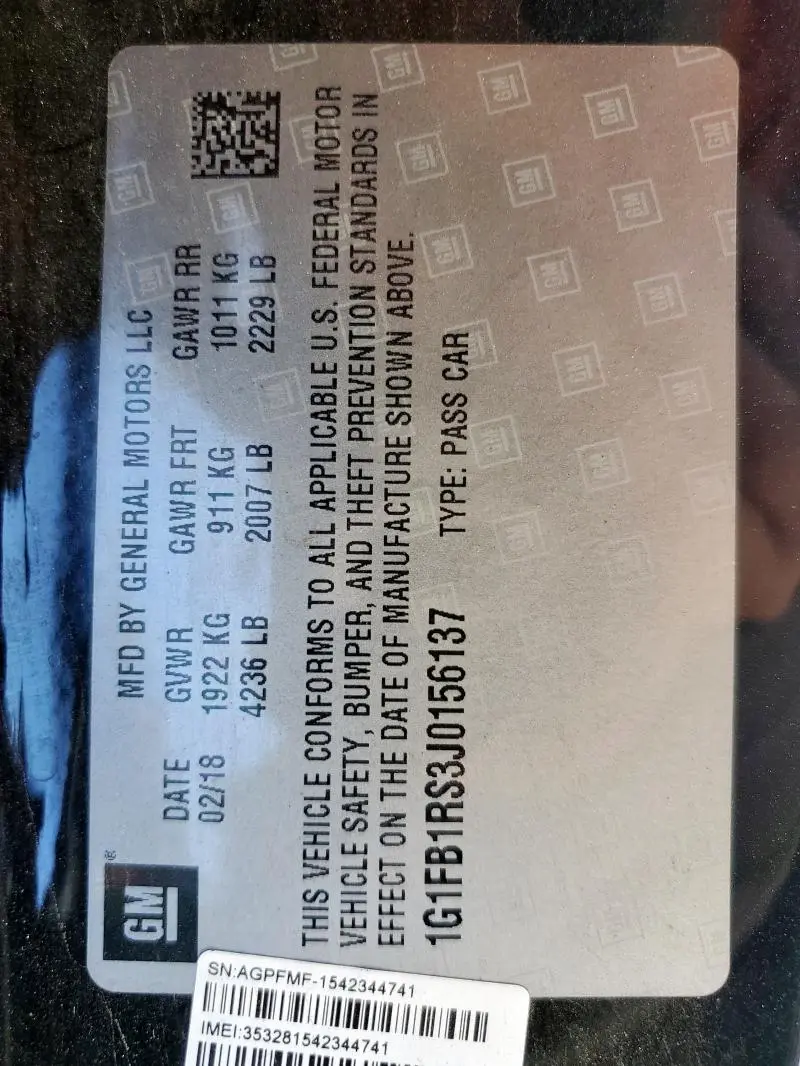 GM
MFD BY GENERAL MOTORS LLC
DATE GVWR GAWR FRT GAWR RR
02/18 1922 KG 911 KG 1011 KG
4236 LB 2007 LB 2229 LB
THIS VEHICLE CONFORMS TO ALL APPLICABLE U.S. FEDERAL MOTOR
VEHICLE SAFETY, BUMPER, AND THEFT PREVENTION STANDARDS IN
EFFECT ON THE DATE OF MANUFACTURE SHOWN ABOVE.
1G1FB1RS3J0156137 TYPE: PASS CAR
SN:AGPFMF-1542344741
IMEI:353281542344741